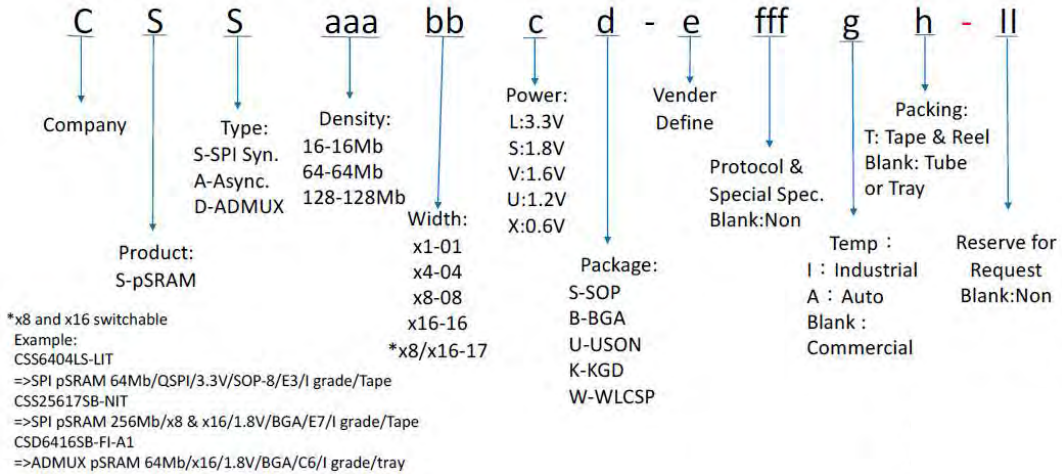 C S S aaa bb c d - e fff g h - II
Company
Product:
S-pSRAM
Type:
S-SPI Syn.
A-Async.
D-ADMUX
Density:
16-16Mb
64-64Mb
128-128Mb
Width:
x1-01
x4-04
x8-08
x16-16
*x8/x16-17
Power:
L:3.3V
S:1.8V
V:1.6V
U:1.2V
X:0.6V
Package:
S-SOP
B-BGA
U-USON
K-KGD
W-WLCSP
Vender
Define
Protocol &
Special Spec.
Blank:Non
Temp：
I：Industrial
A：Auto
Blank :
Commercial
Packing:
T: Tape & Reel
Blank: Tube
or Tray
Reserve for
Request
Blank:Non
*x8 and x16 switchable
Example:
CSS6404LS-LIT
=>SPI pSRAM 64Mb/QSPI/3.3V/SOP-8/E3/I grade/Tape
CSS25617SB-NIT
=>SPI pSRAM 256Mb/x8 & x16/1.8V/BGA/E7/I grade/Tape
CSD6416SB-FI-A1
=>ADMUX pSRAM 64Mb/x16/1.8V/BGA/C6/I grade/tray